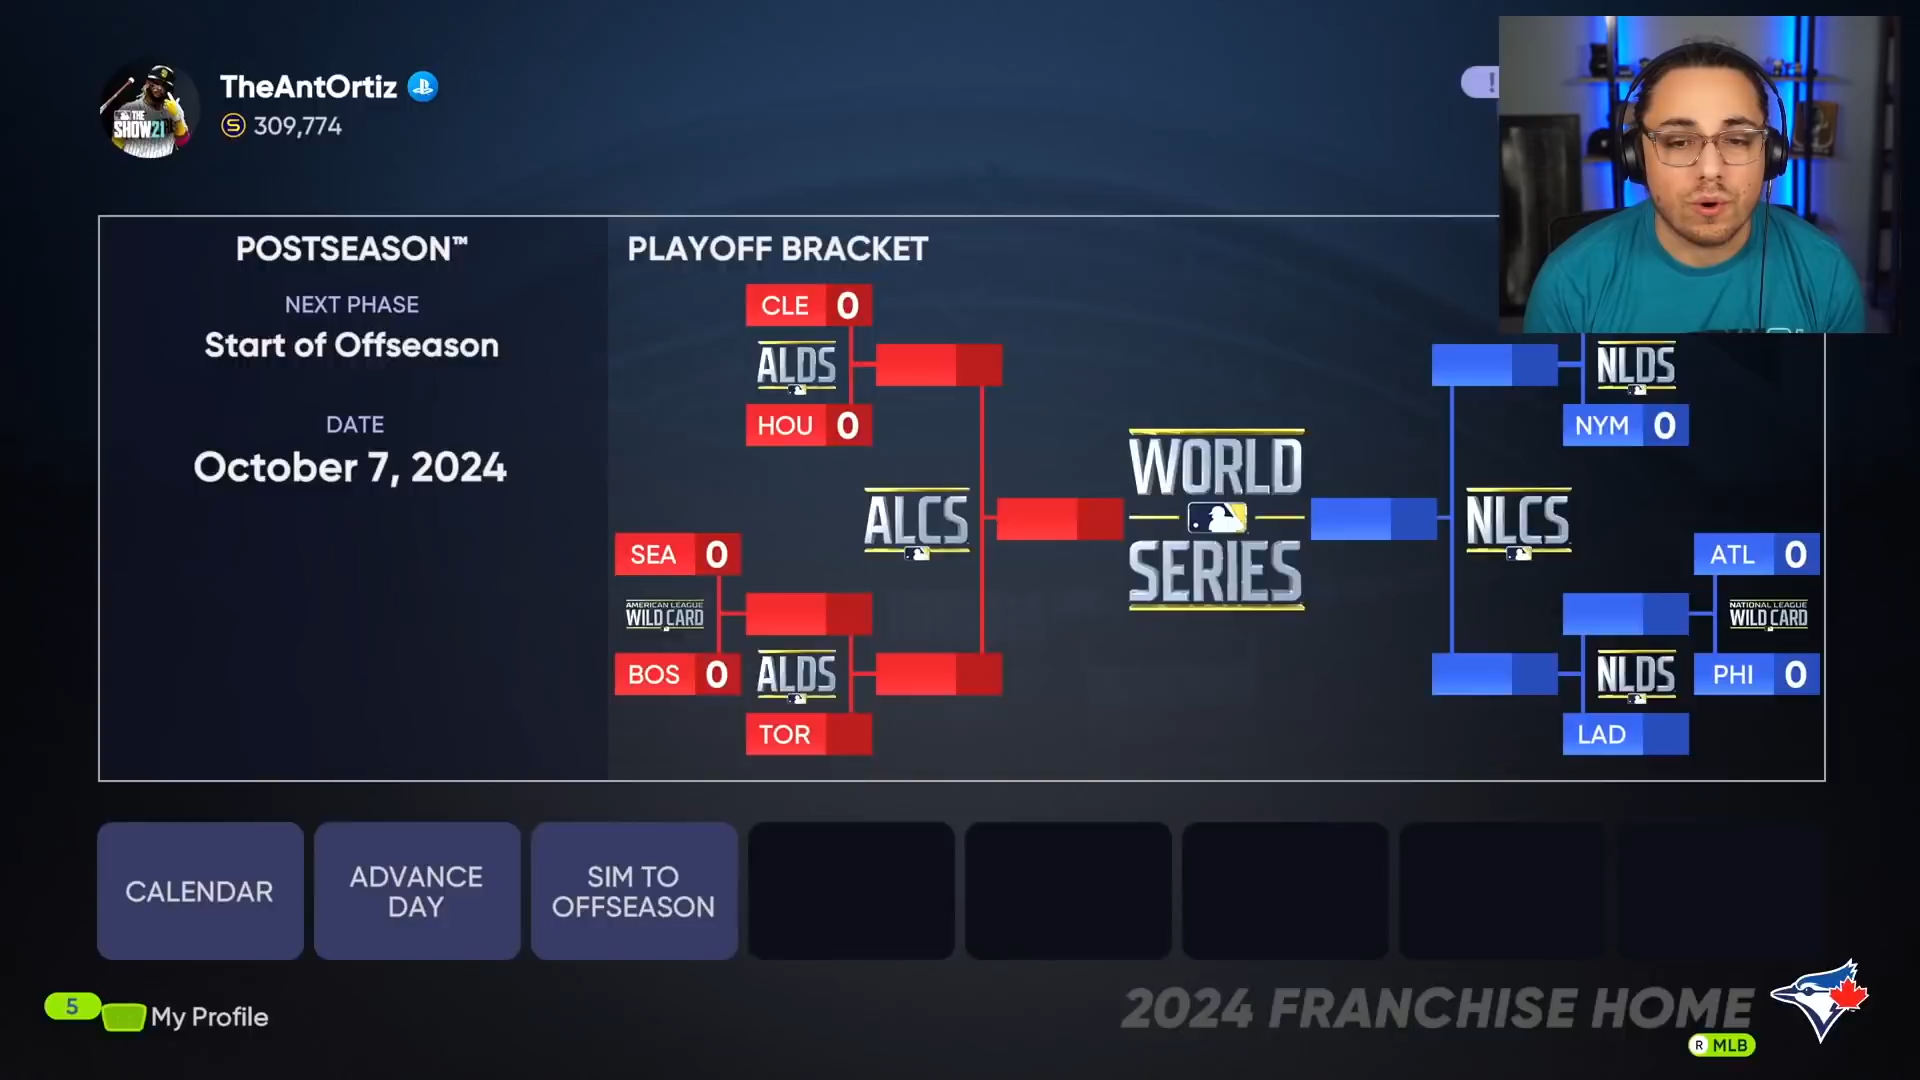 TheAntOrtiz
309,774
THE
SHOW21
!
POSTSEASON™
NEXT PHASE
Start of Offseason
DATE
October 7, 2024
PLAYOFF BRACKET
CLE 0
ALDS
HOU 0
ALCS
SEA 0
AMERICAN LEAGUE
WILD CARD
BOS 0
ALDS
TOR
WORLD
SERIES
NLDS
NYM 0
NLCS
ATL 0
NATIONAL LEAGUE
WILD CARD
NLDS
PHI 0
LAD
CALENDAR
ADVANCE
DAY
SIM TO
OFFSEASON
5
My Profile
2024 FRANCHISE HOME
R MLB